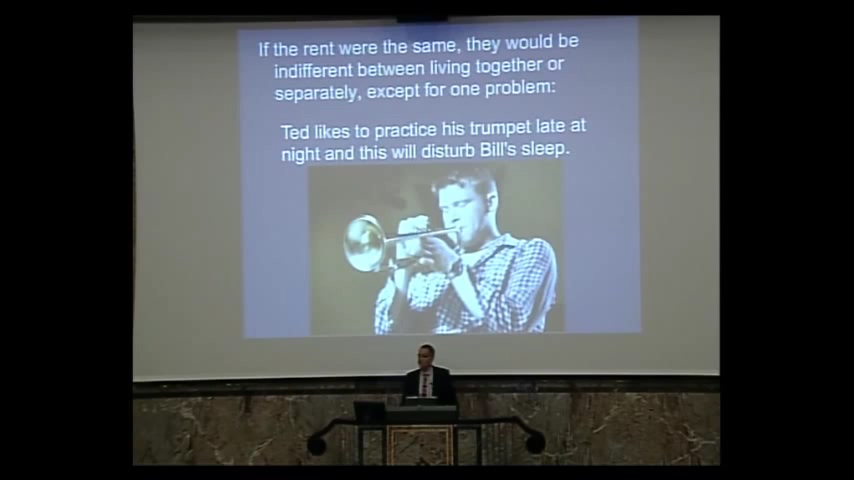 If the rent were the same, they would be
indifferent between living together or
separately, except for one problem:
Ted likes to practice his trumpet late at
night and this will disturb Bill's sleep.